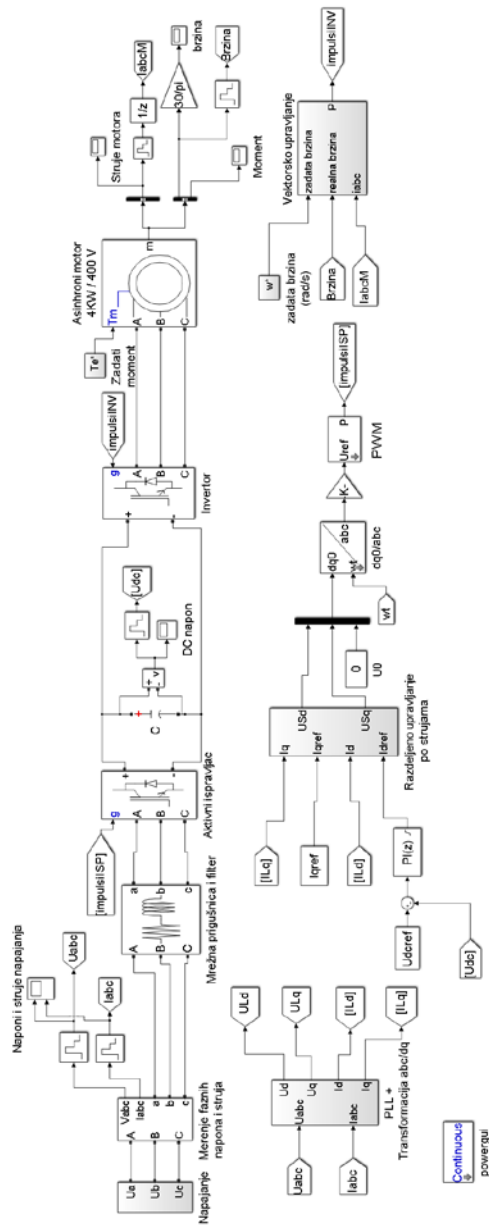 Napajanje
Ua
Ub
Uc
Merenje faznih
napona i struja
A
B
C
Vabc
Iabc
a
b
c
Naponi i struje napajanja
Uabc
Iabc
Mrežna prigušnica i filter
A
B
C
a
b
c
[impulsiISP]
Aktivni ispravljac
g
A
B
C
+
-
+
C
+
- v
DC napon
[Udc]
Invertor
impulsiINV
g
+
-
A
B
C
Te*
Zadati
moment
Asinhroni motor
4KW / 400 V
Tm
A
B
C
m
Struje motora
1/z
IabcM
30/pi
brzina
Brzina
Moment
Continuous
powergui
Uabc
Iabc
Uabc
Iabc
Ud
Uq
Id
Iq
PLL +
Transformacija abc/dq
ULd
ULq
[ILd]
[ILq]
Udcref
[Udc]
PI(z)
[ILq]
Iqref
[ILd]
Iq
Iqref
Id
Idref
USd
USq
Razdeljeno upravljanje
po strujama
0
U0
wt
dq0
wt
abc
dq0/abc
K-
Uref
P
PWM
[impulsiISP]
w*
zadata brzina
(rad/s)
Brzina
IabcM
Vektorsko upravljanje
zadata brzina
realna brzina
iabc
P
impulsiINV